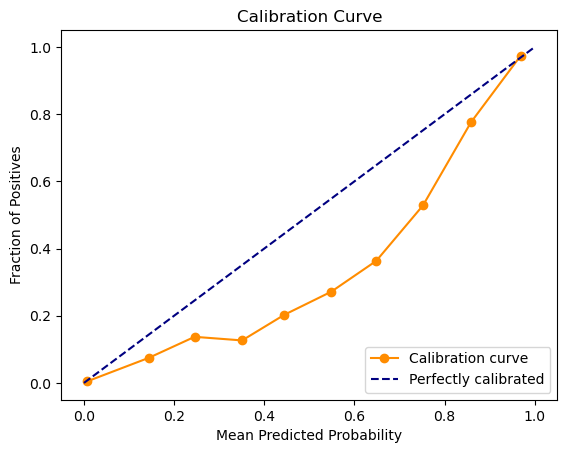 Calibration Curve
1.0
0.8
0.6
0.4
0.2
0.0
Fraction of Positives
Calibration curve
Perfectly calibrated
0.0 0.2 0.4 0.6 0.8 1.0
Mean Predicted Probability